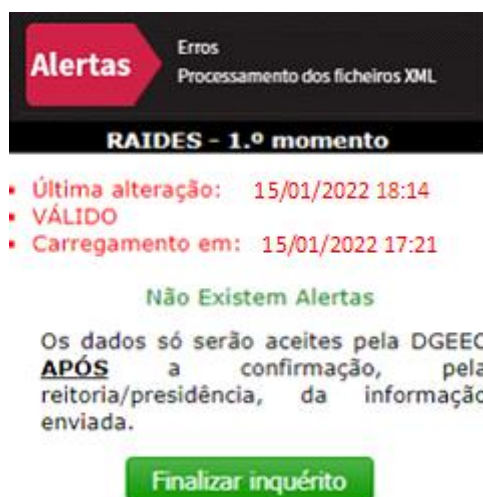 Alertas
Erros
Processamento dos ficheiros XML
RAIDES - 1.º momento
Última alteração: 15/01/2022 18:14
VÁLIDO
Carregamento em: 15/01/2022 17:21
Não Existem Alertas
Os dados só serão aceites pela DGEEC
APÓS a confirmação, pela
reitoria/presidência, da informação
enviada.
Finalizar inquérito